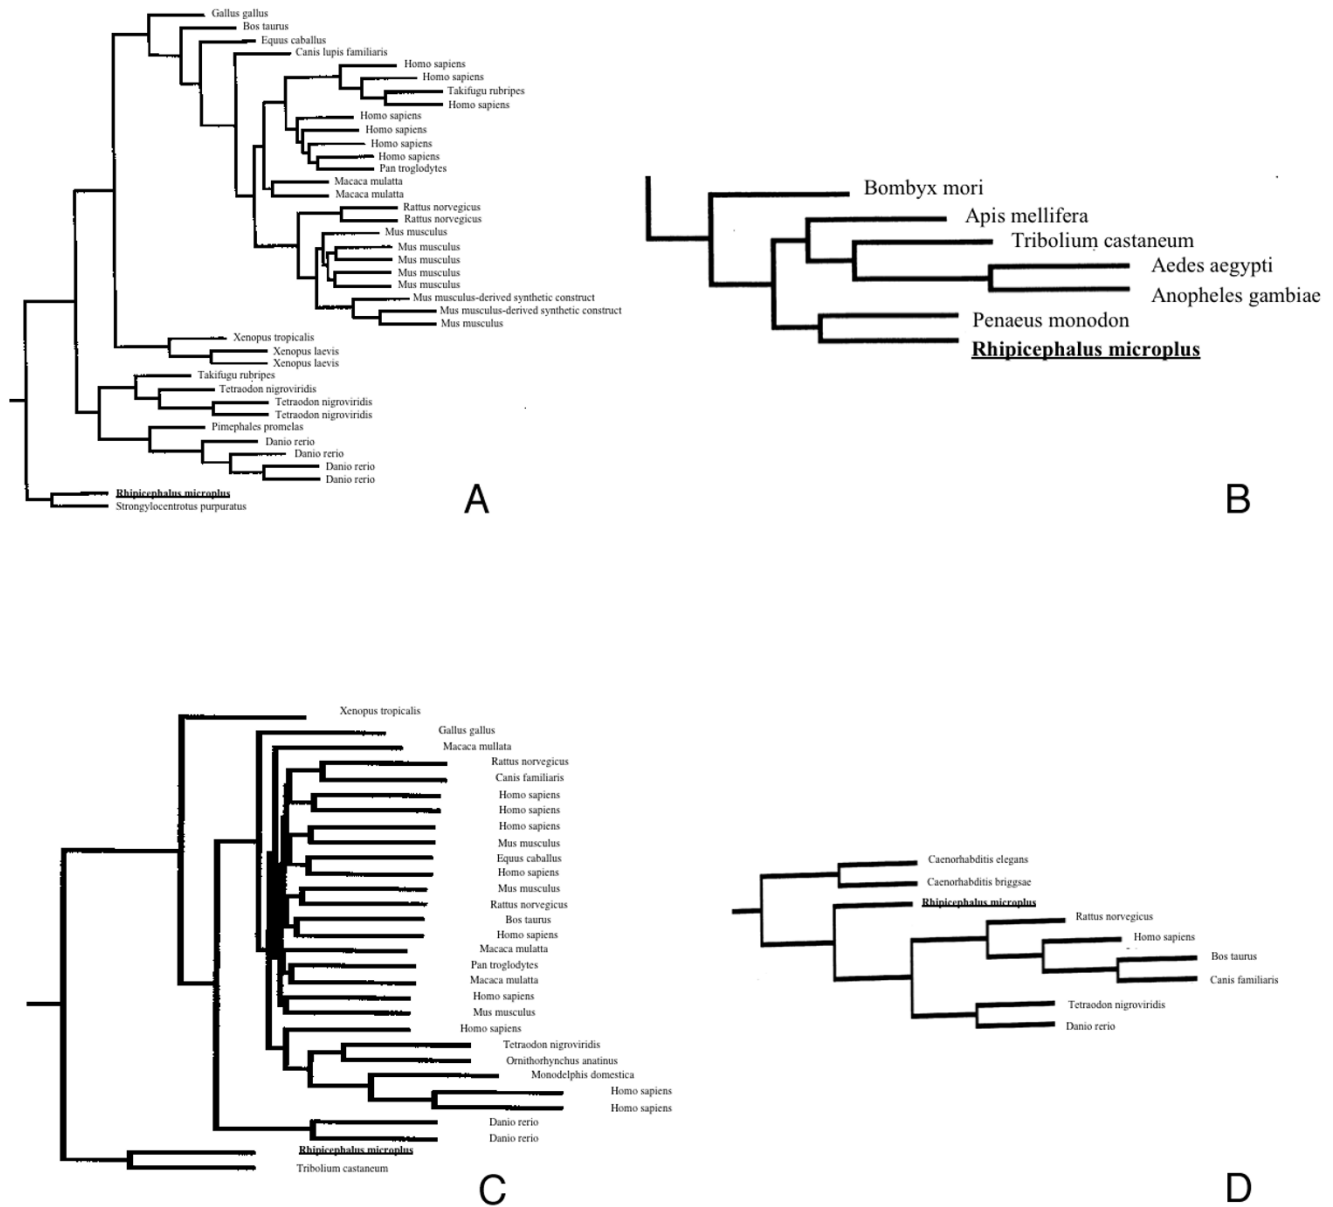 Gallus gallus
Bos taurus
Equus caballus
Canis lupis familiaris
Homo sapiens
Homo sapiens
Takifugu rubripes
Homo sapiens
Homo sapiens
Homo sapiens
Homo sapiens
Homo sapiens
Pan troglodytes
Macaca mulatta
Macaca mulatta
Rattus norvegicus
Rattus norvegicus
Mus musculus
Mus musculus
Mus musculus
Mus musculus
Mus musculus
Mus musculus-derived synthetic construct
Mus musculus-derived synthetic construct
Mus musculus
Xenopus tropicalis
Xenopus laevis
Xenopus laevis
Takifugu rubripes
Tetraodon nigroviridis
Tetraodon nigroviridis
Tetraodon nigroviridis
Pimephales promelas
Danio rerio
Danio rerio
Danio rerio
Danio rerio
Rhipicephalus microplus
Strongylocentrotus purpuratus
A
Bombyx mori
Apis mellifera
Tribolium castaneum
Aedes aegypti
Anopheles gambiae
Penaeus monodon
Rhipicephalus microplus
B
Xenopus tropicalis
Gallus gallus
Macaca mullata
Rattus norvegicus
Canis familiaris
Homo sapiens
Homo sapiens
Homo sapiens
Mus musculus
Equus caballus
Homo sapiens
Mus musculus
Rattus norvegicus
Bos taurus
Homo sapiens
Macaca mulatta
Pan troglodytes
Macaca mulatta
Homo sapiens
Mus musculus
Homo sapiens
Tetraodon nigroviridis
Ornithorhynchus anatinus
Monodelphis domestica
Homo sapiens
Homo sapiens
Danio rerio
Danio rerio
Rhipicephalus microplus
Tribolium castaneum
C
Caenorhabditis elegans
Caenorhabditis briggsae
Rhipicephalus microplus
Rattus norvegicus
Homo sapiens
Bos taurus
Canis familiaris
Tetraodon nigroviridis
Danio rerio
D